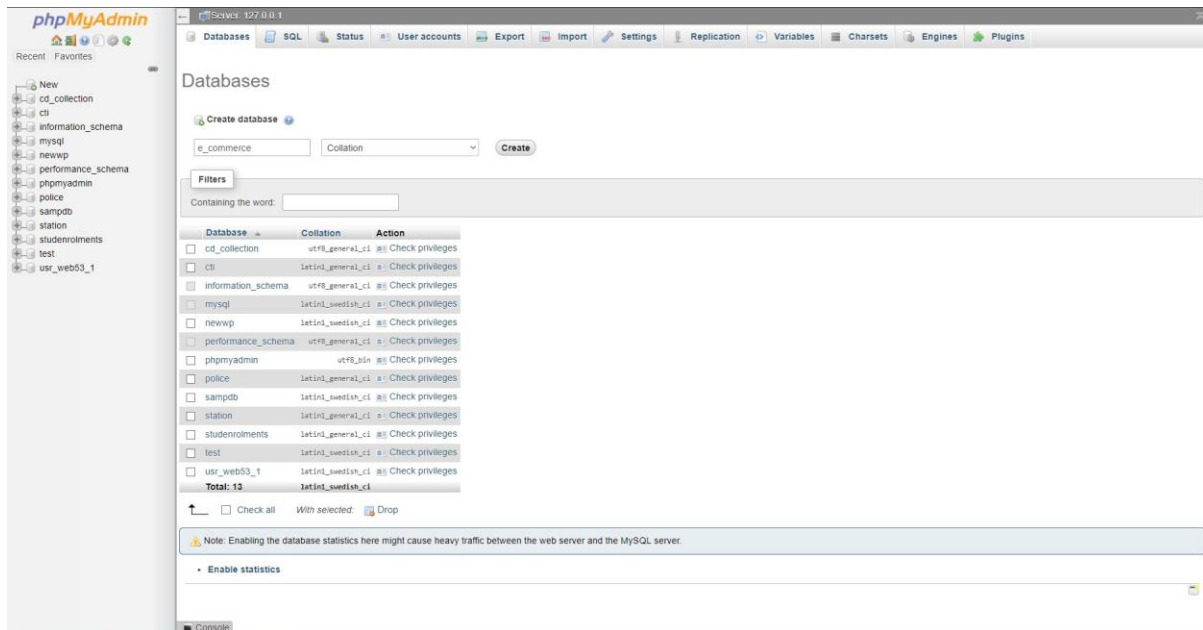 phpMyAdmin
Recent Favorites
New
cd_collection
cti
information_schema
mysql
newwp
performance_schema
phpmyadmin
police
sampdb
station
studenrolments
test
usr_web53_1
Server: 127.0.0.1
Databases SQL Status User accounts Export Import Settings Replication Variables Charsets Engines Plugins
Databases
Create database
e_commerce Collation Create
Filters
Containing the word:
Database Collation Action
cd_collection utf8_general_ci Check privileges
cti latin1_general_ci Check privileges
information_schema utf8_general_ci Check privileges
mysql latin1_swedish_ci Check privileges
newwp latin1_swedish_ci Check privileges
performance_schema utf8_general_ci Check privileges
phpmyadmin utf8_bin Check privileges
police latin1_general_ci Check privileges
sampdb latin1_swedish_ci Check privileges
station latin1_general_ci Check privileges
studenrolments latin1_general_ci Check privileges
test latin1_swedish_ci Check privileges
usr_web53_1 latin1_swedish_ci Check privileges
Total: 13 latin1_swedish_ci
Check all With selected: Drop
Note: Enabling the database statistics here might cause heavy traffic between the web server and the MySQL server.
• Enable statistics
Console